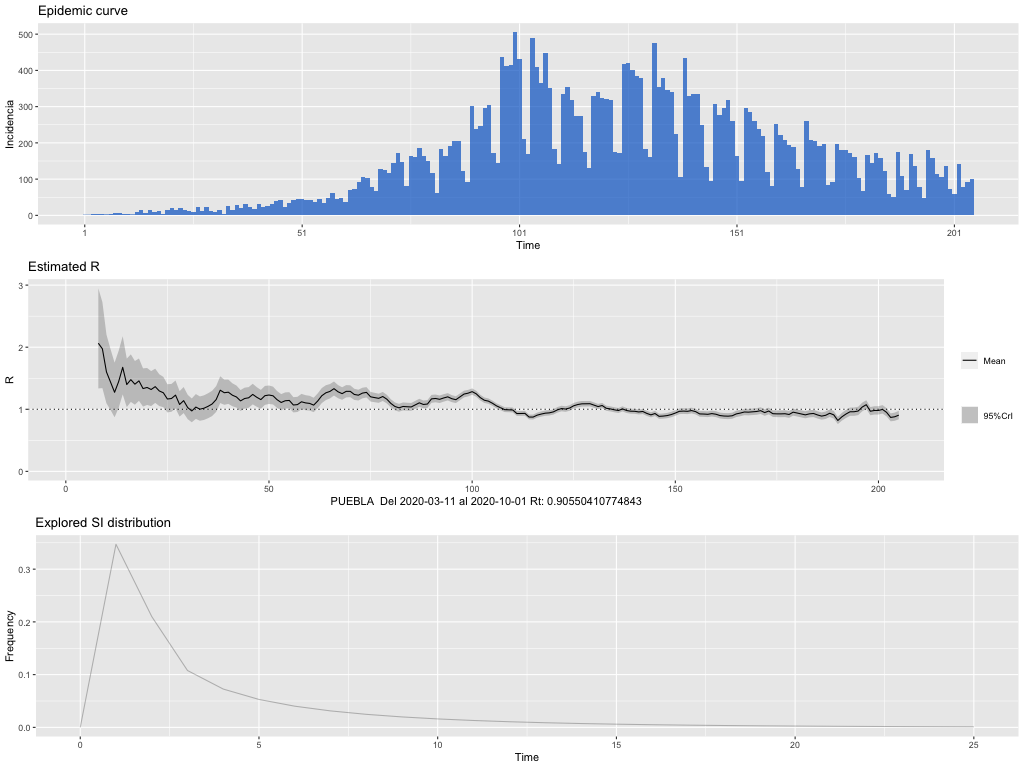 Epidemic curve
500
400
300
200
100
0
Incidencia
1
51
101
151
201
Time
Estimated R
3
2
1
0
R
0
50
100
150
200
Mean
95%CrI
PUEBLA  Del 2020-03-11 al 2020-10-01 Rt: 0.90550410774843
Explored SI distribution
0.3
0.2
0.1
0.0
Frequency
0
5
10
15
20
25
Time